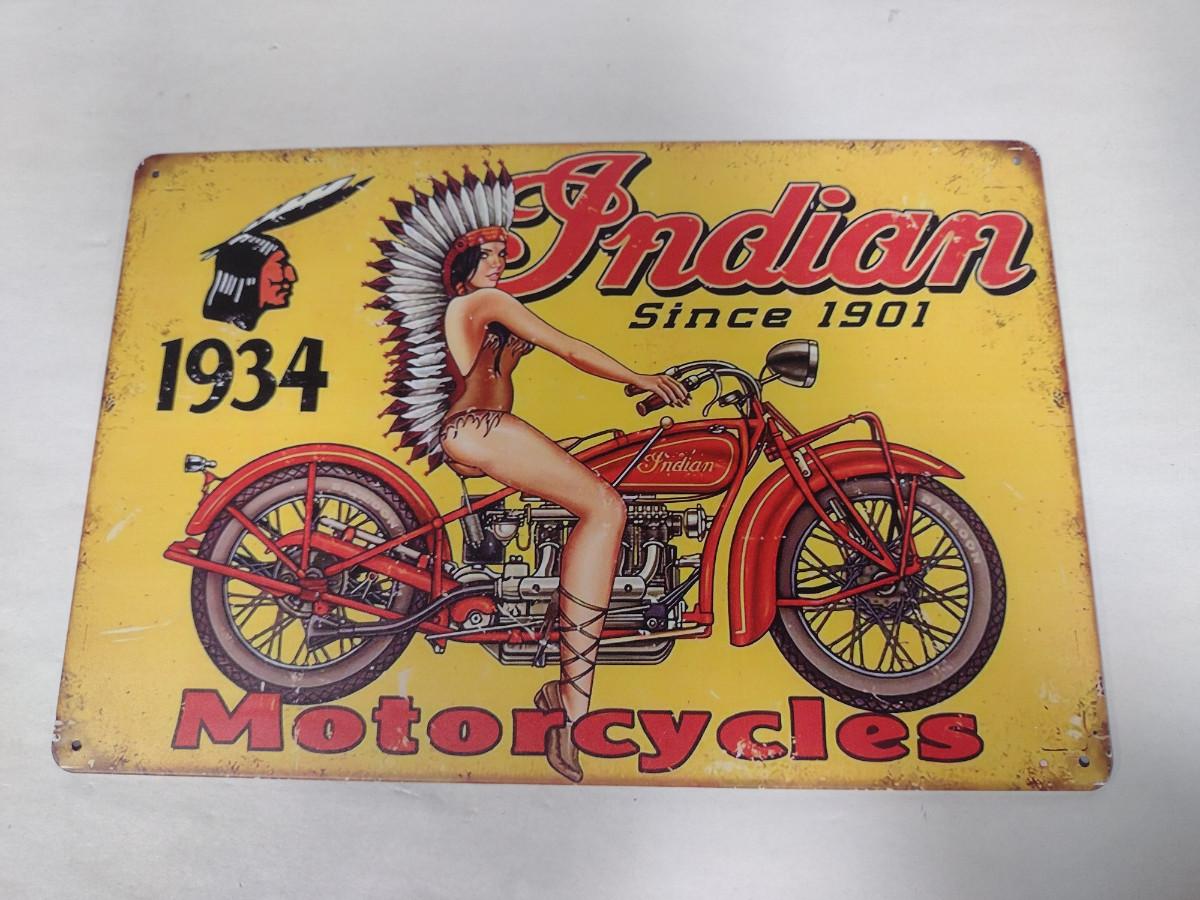 Indian
Since 1901
1934
Indian
Motorcycles